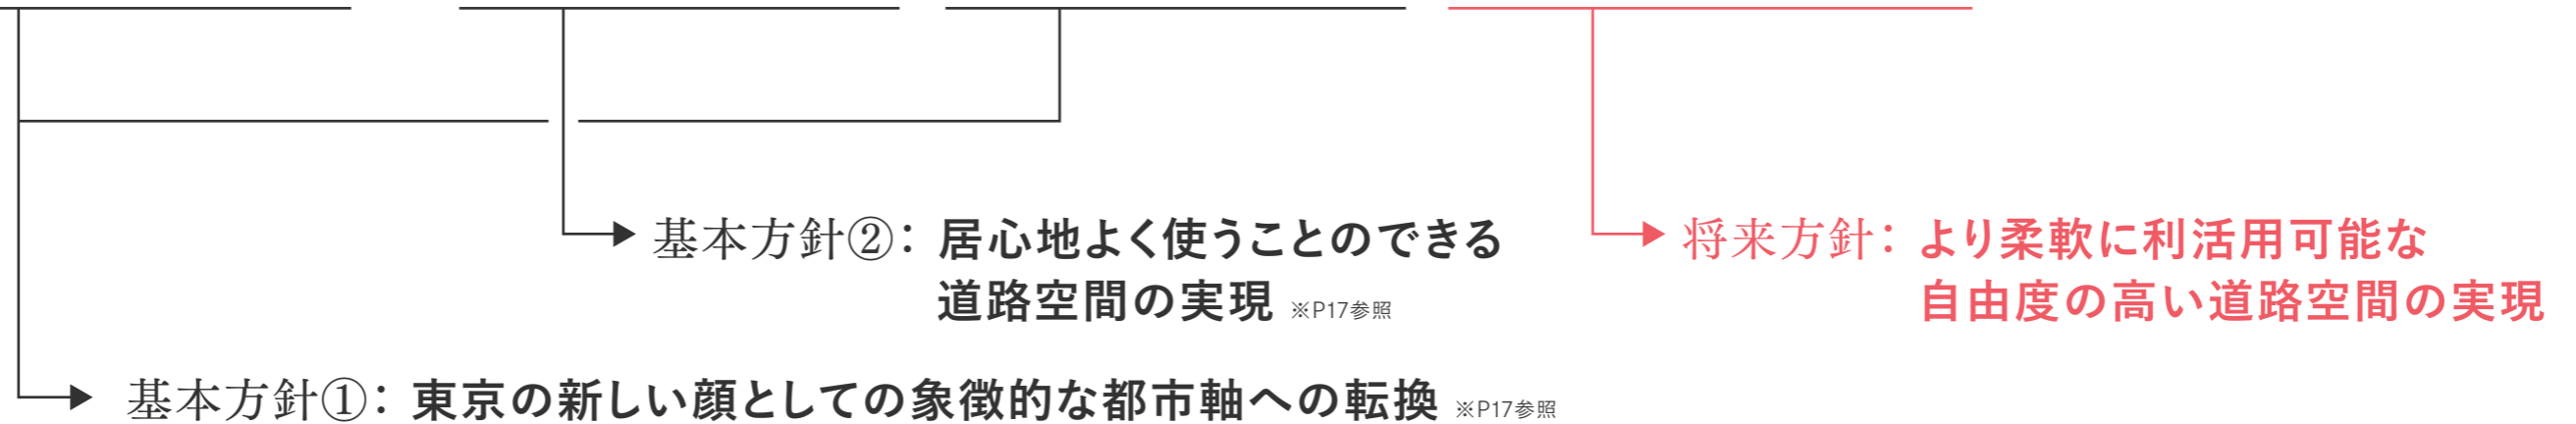 基本方針②：居心地よく使うことのできる
道路空間の実現 ※P17参照
将来方針：より柔軟に利活用可能な
自由度の高い道路空間の実現
基本方針①：東京の新しい顔としての象徴的な都市軸への転換 ※P17参照